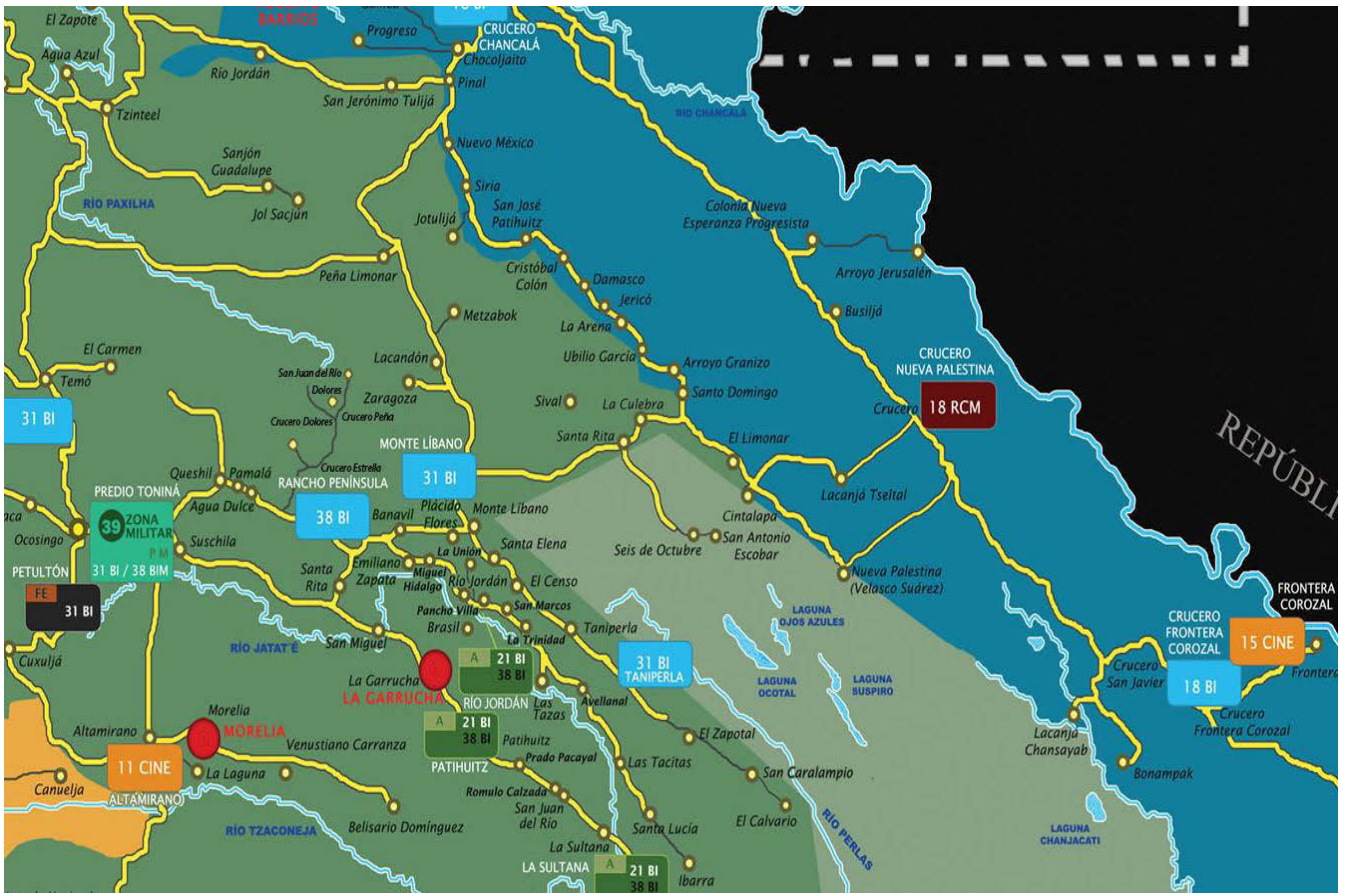 El Zapote
BARRIOS
Progreso
CRUCERO
CHANCALÁ
Chocoljaito
Agua Azul
Río Jordán
Pinal
San Jerónimo Tulijá
Tzinteel
RÍO CHANCALÁ
Nuevo México
Sanjón
Guadalupe
Siria
RÍO PAXILHA
Jol Sacjún
Jotulijá
San José
Patihuitz
Colonia Nueva
Esperanza Progresista
Peña Limonar
Cristóbal
Colón
Arroyo Jerusalén
Damasco
Jericó
Metzabok
La Arena
Busiljá
El Carmen
Lacandón
Ubilio García
Arroyo Granizo
CRUCERO
NUEVA PALESTINA
Temó
San Juan del Río
Dolores
Zaragoza
Santo Domingo
Sival
La Culebra
Crucero
18 RCM
31 BI
Crucero Dolores
Crucero Peña
MONTE LÍBANO
Santa Rita
El Limonar
REPÚBLI
Queshil
Pamalá
Crucero Estrella
31 BI
Lacanjá Tseltal
PREDIO TONINÁ
Agua Dulce
RANCHO PENÍNSULA
Plácido
Flores
Cintalapa
aca
39 ZONA
MILITAR
38 BI
Banavil
Monte Líbano
Ocosingo
P M
Suschila
La Unión
Santa Elena
Seis de Octubre
San Antonio
Escobar
PETULTÓN
31 BI / 38 BIM
Santa
Rita
Emiliano
Zapata
Miguel
Hidalgo
Río Jordán
El Censo
Nueva Palestina
(Velasco Suárez)
FE
31 BI
Pancho Villa
San Marcos
FRONTERA
COROZAL
Brasil
La Trinidad
Taniperla
LAGUNA
OJOS AZULES
CRUCERO
FRONTERA
COROZAL
15 CINE
Cuxuljá
RÍO JATATÉ
San Miguel
A
21 BI
38 BI
31 BI
TANIPERLA
Crucero
San Javier
18 BI
Frontera
La Garrucha
LA GARRUCHA
RÍO JORDÁN
LAGUNA
OCOTAL
LAGUNA
SUSPIRO
Las
Tazas
Avellanal
Morelia
MORELIA
A
21 BI
38 BI
Altamirano
Patihuitz
El Zapotal
Lacanjá
Chansayab
Crucero
Frontera Corozal
Venustiano Carranza
PATIHUITZ
Prado Pacayal
11 CINE
La Laguna
Las Tacitas
San Caralampio
Bonampak
Canuelja
ALTAMIRANO
Romulo Calzada
San Juan
del Río
El Calvario
Belisario Domínguez
RÍO TZACONEJA
Santa Lucía
RÍO PERLAS
LAGUNA
CHANJACATI
La Sultana
LA SULTANA
A
21 BI
38 BI
Ibarra